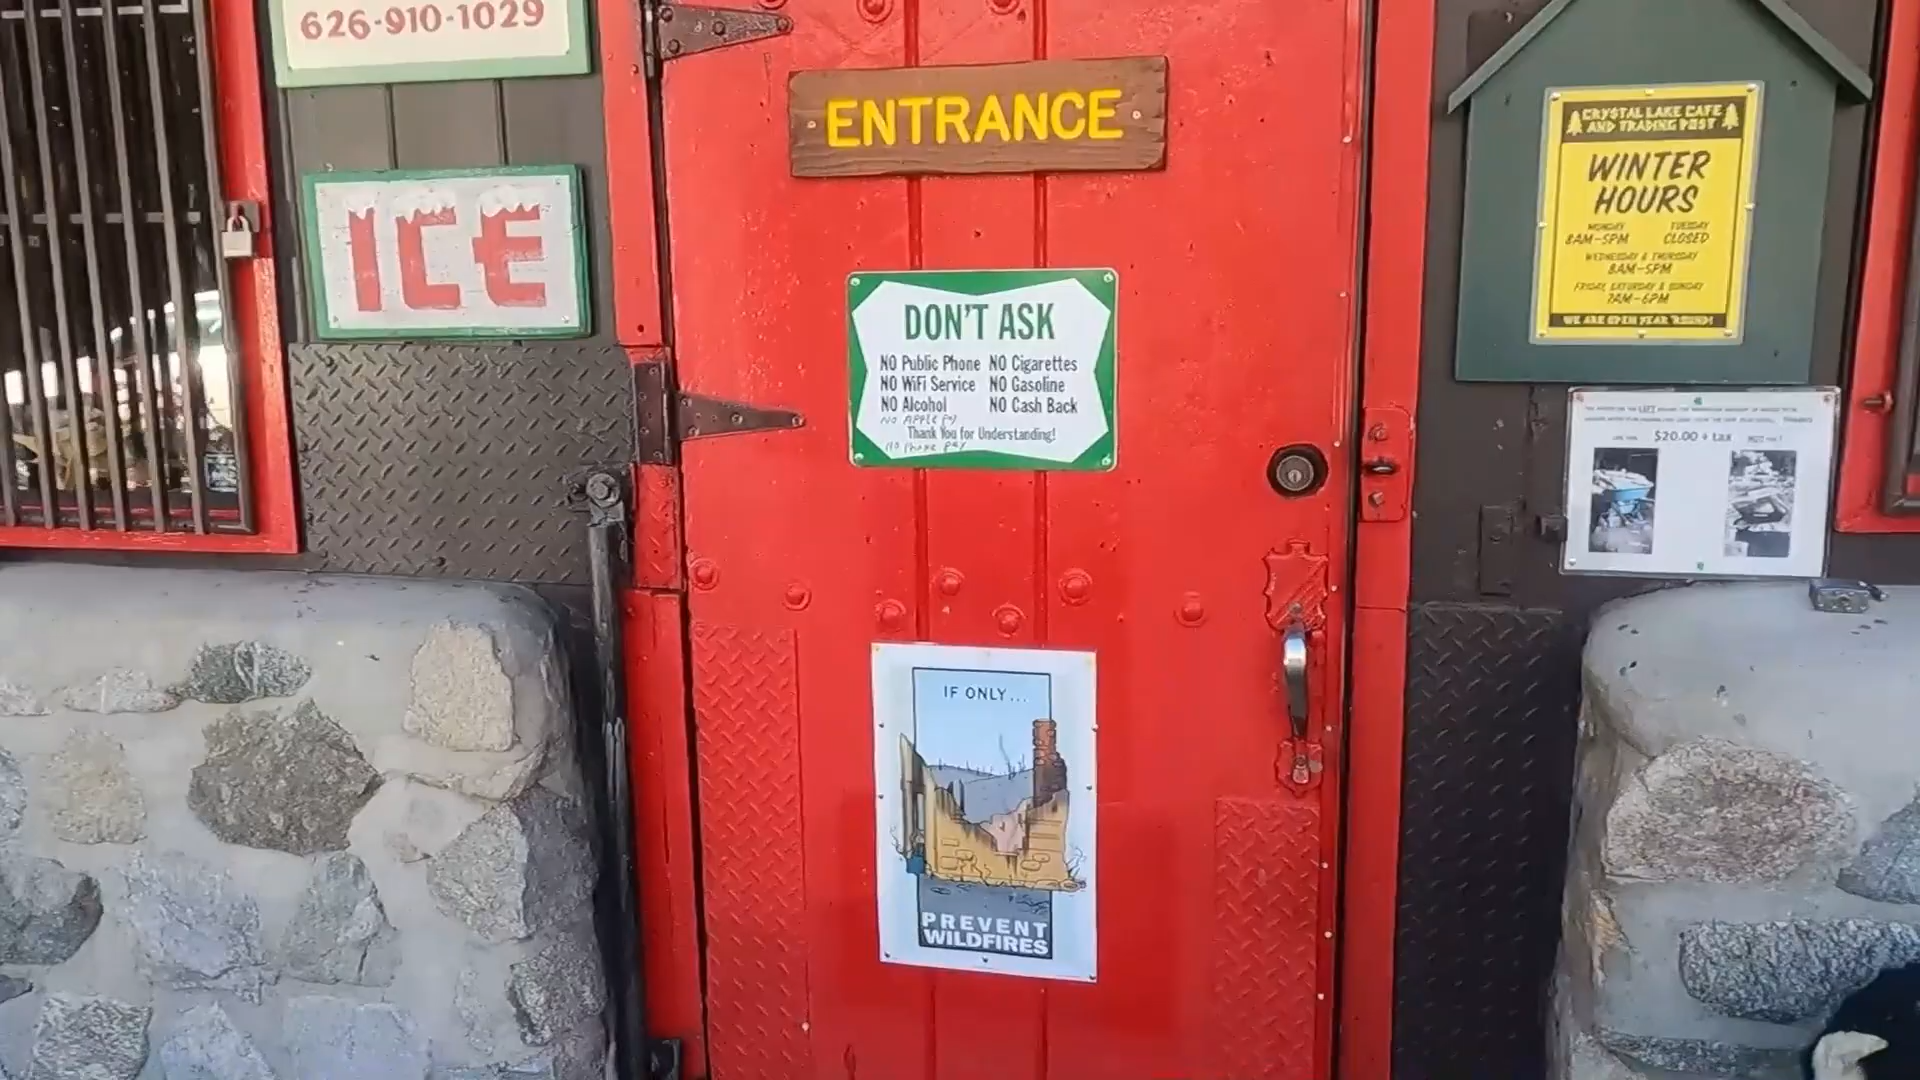 626-910-1029
ICE
ENTRANCE
DON'T ASK
NO Public Phone NO Cigarettes
NO WiFi Service NO Gasoline
NO Alcohol NO Cash Back
NO APPLE Pay
Thank You for Understanding!
NO Phone Pay
IF ONLY...
PREVENT
WILDFIRES
CRYSTAL LAKE CAFE
AND TRADING POST
WINTER
HOURS
MONDAY TUESDAY
8AM-5PM CLOSED
WEDNESDAY & THURSDAY
8AM-5PM
FRIDAY, SATURDAY & SUNDAY
7AM-6PM
WE ARE OPEN YEAR 'ROUND!
$20.00 + tax